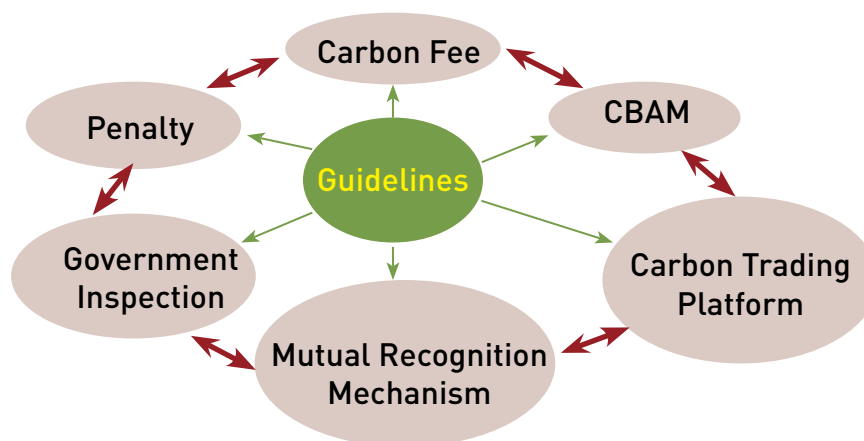 Carbon Fee
CBAM
Penalty
Guidelines
Government
Inspection
Carbon Trading
Platform
Mutual Recognition
Mechanism